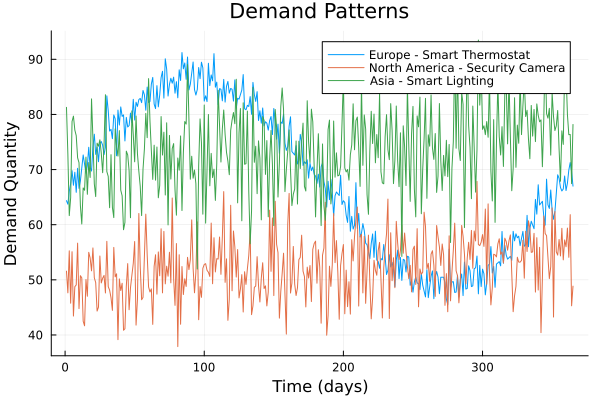 Demand Patterns
Demand Quantity
90
80
70
60
50
40
Europe - Smart Thermostat
North America - Security Camera
Asia - Smart Lighting
0
100
200
300
Time (days)